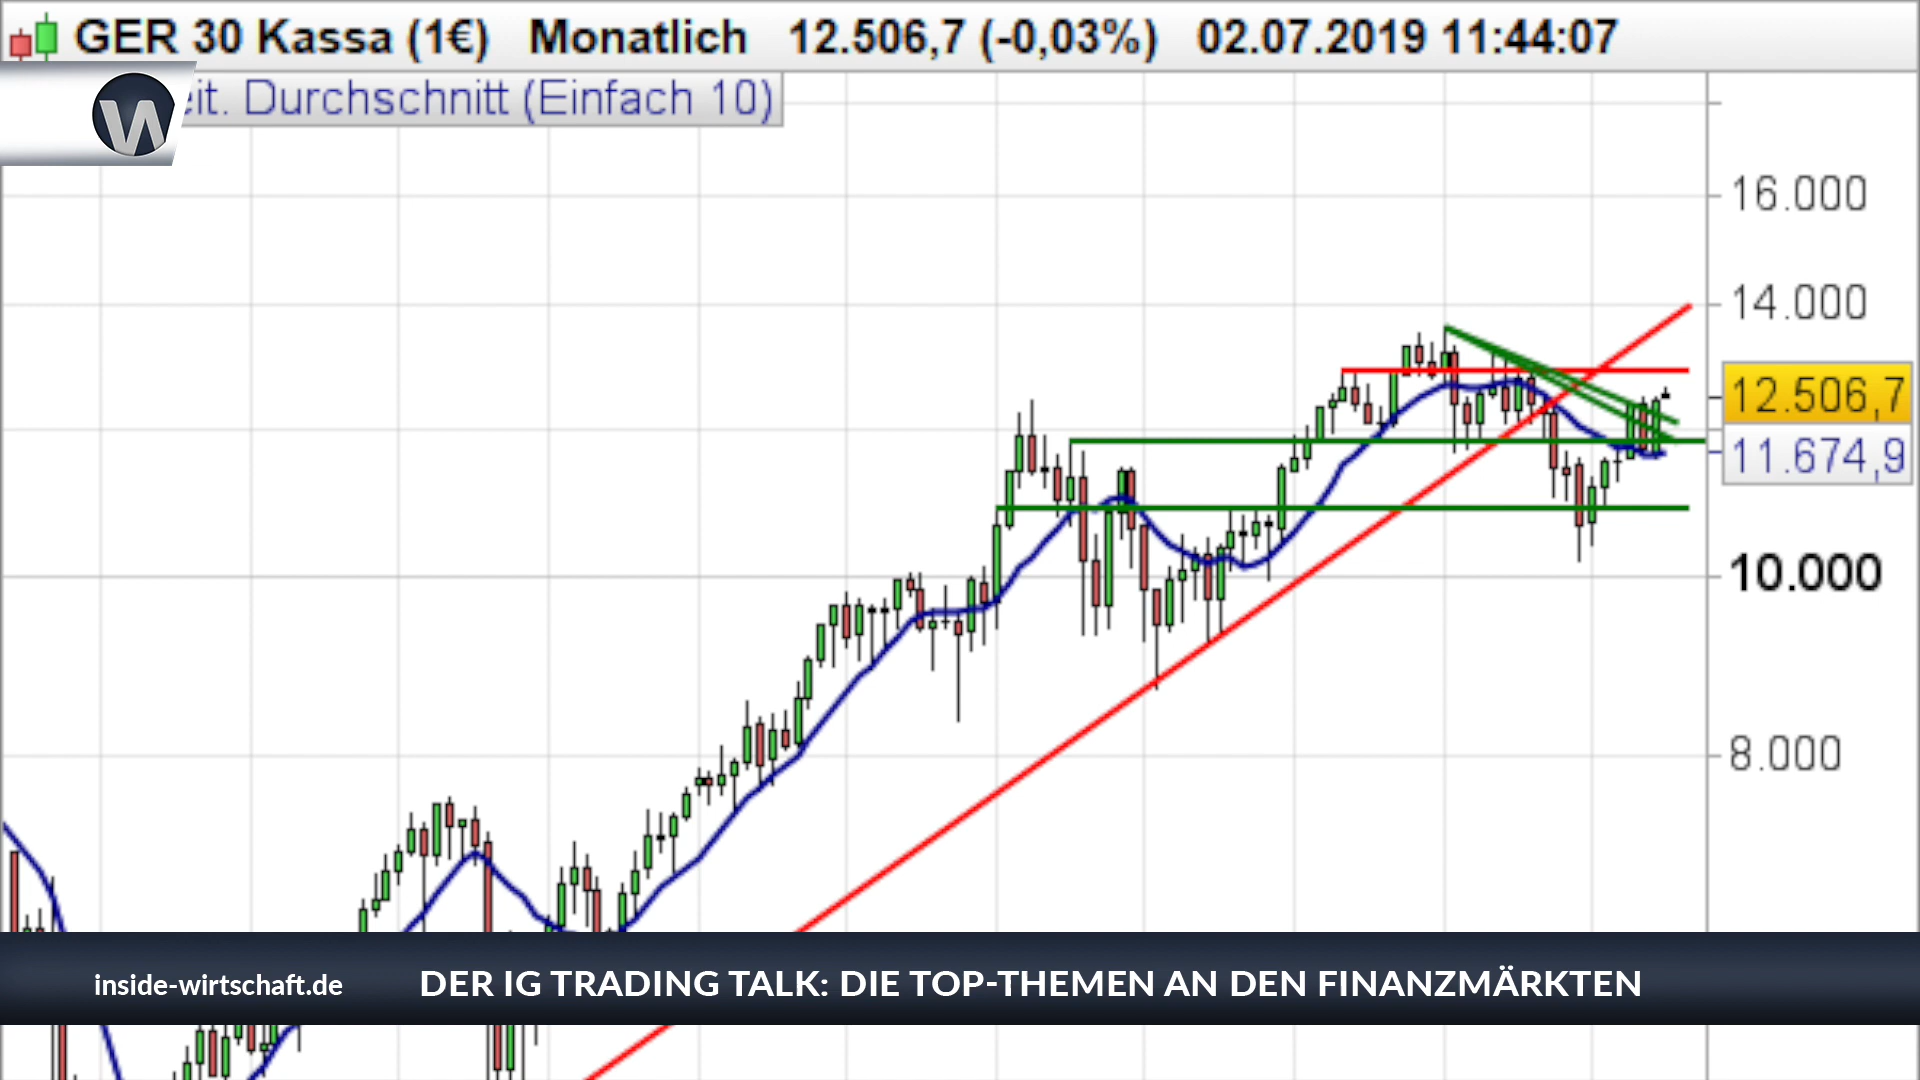 GER 30 Kassa (1€) Monatlich 12.506,7 (-0,03%) 02.07.2019 11:44:07
eit. Durchschnitt (Einfach 10)
W
16.000
14.000
12.506,7
11.674,9
10.000
8.000
inside-wirtschaft.de
DER IG TRADING TALK: DIE TOP-THEMEN AN DEN FINANZMÄRKTEN